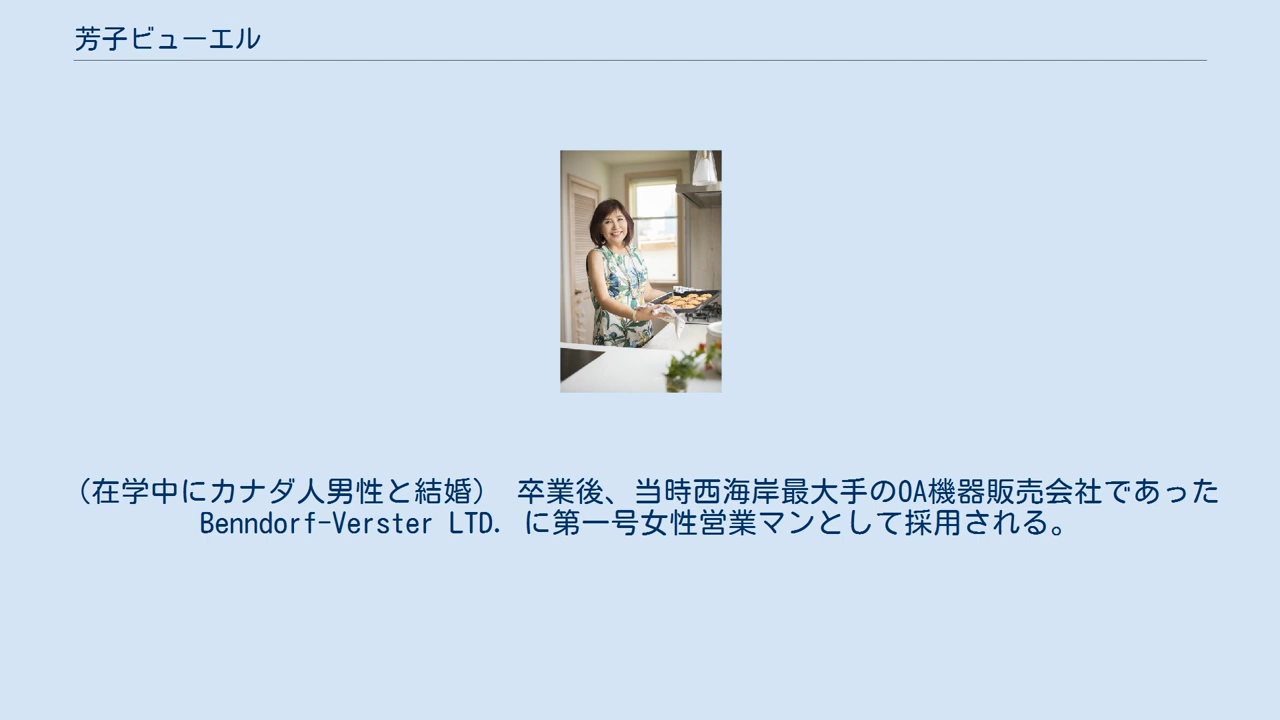 芳子ビューエル
（在学中にカナダ人男性と結婚） 卒業後、当時西海岸最大手のOA機器販売会社であった
Benndorf-Verster LTD. に第一号女性営業マンとして採用される。